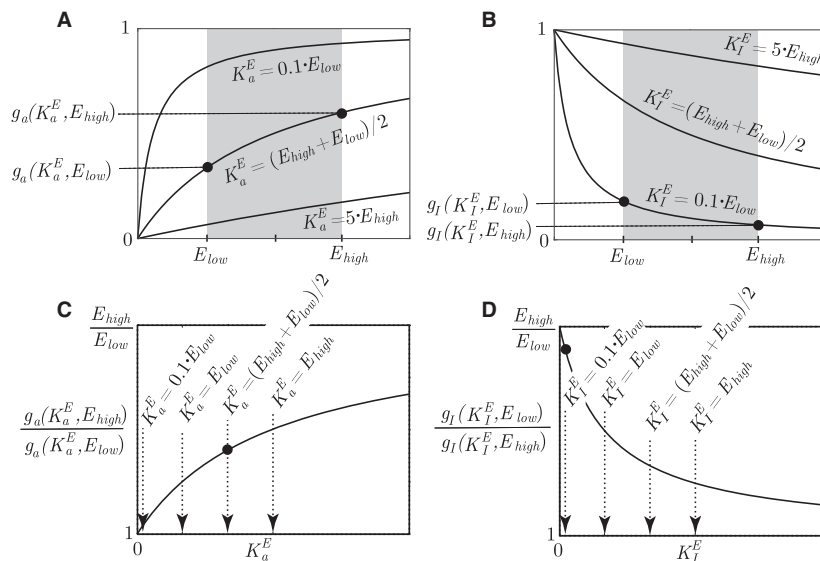 A
1
K_a^E = 0.1·E_low
g_a(K_a^E, E_high)
g_a(K_a^E, E_low)
K_a^E = (E_high+E_low)/2
K_a^E = 5·E_high
0
E_low
E_high
B
1
K_I^E = 5·E_high
K_I^E = (E_high+E_low)/2
K_I^E = 0.1·E_low
g_I(K_I^E, E_low)
g_I(K_I^E, E_high)
0
E_low
E_high
C
E_high
E_low
K_a^E = 0.1·E_low
K_a^E = E_low
K_a^E = (E_high+E_low)/2
K_a^E = E_high
g_a(K_a^E, E_high)
g_a(K_a^E, E_low)
1
0
K_a^E
D
E_high
E_low
K_I^E = 0.1·E_low
K_I^E = E_low
K_I^E = (E_high+E_low)/2
K_I^E = E_high
g_I(K_I^E, E_low)
g_I(K_I^E, E_high)
1
0
K_I^E